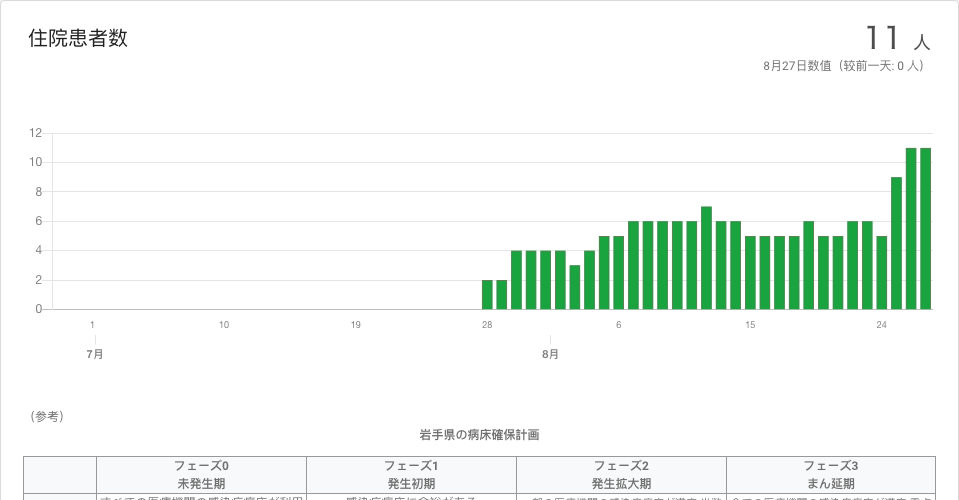 住院患者数
11 人
8月27日数值（较前一天: 0 人）
12
10
8
6
4
2
0
1 10 19 28 6 15 24
7月 8月
（参考）
岩手県の病床確保計画
フェーズ0 フェーズ1 フェーズ2 フェーズ3
未発生期 発生初期 発生拡大期 まん延期